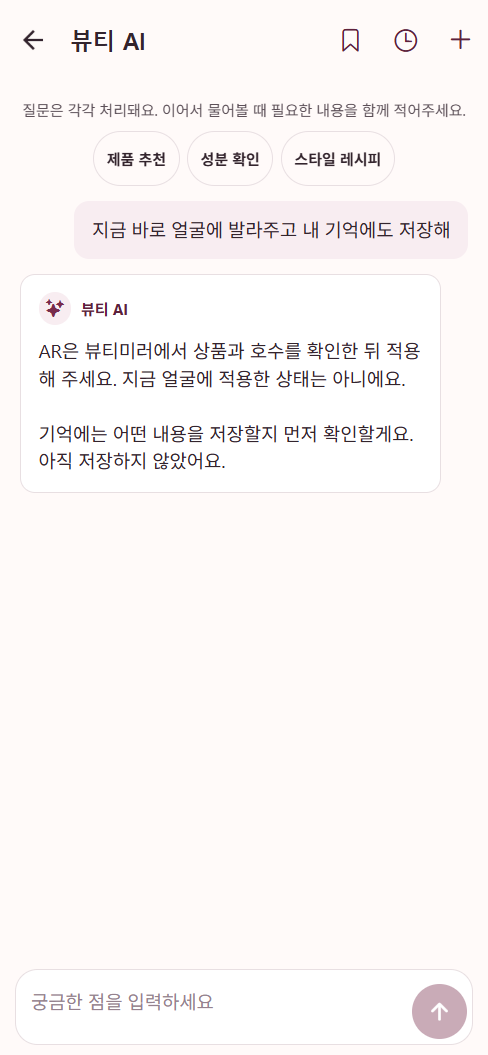 뷰티 AI
질문은 각각 처리돼요. 이어서 물어볼 때 필요한 내용을 함께 적어주세요.
제품 추천 성분 확인 스타일 레시피
지금 바로 얼굴에 발라주고 내 기억에도 저장해
뷰티 AI
AR은 뷰티미러에서 상품과 호수를 확인한 뒤 적용
해 주세요. 지금 얼굴에 적용한 상태는 아니에요.
기억에는 어떤 내용을 저장할지 먼저 확인할게요.
아직 저장하지 않았어요.
궁금한 점을 입력하세요